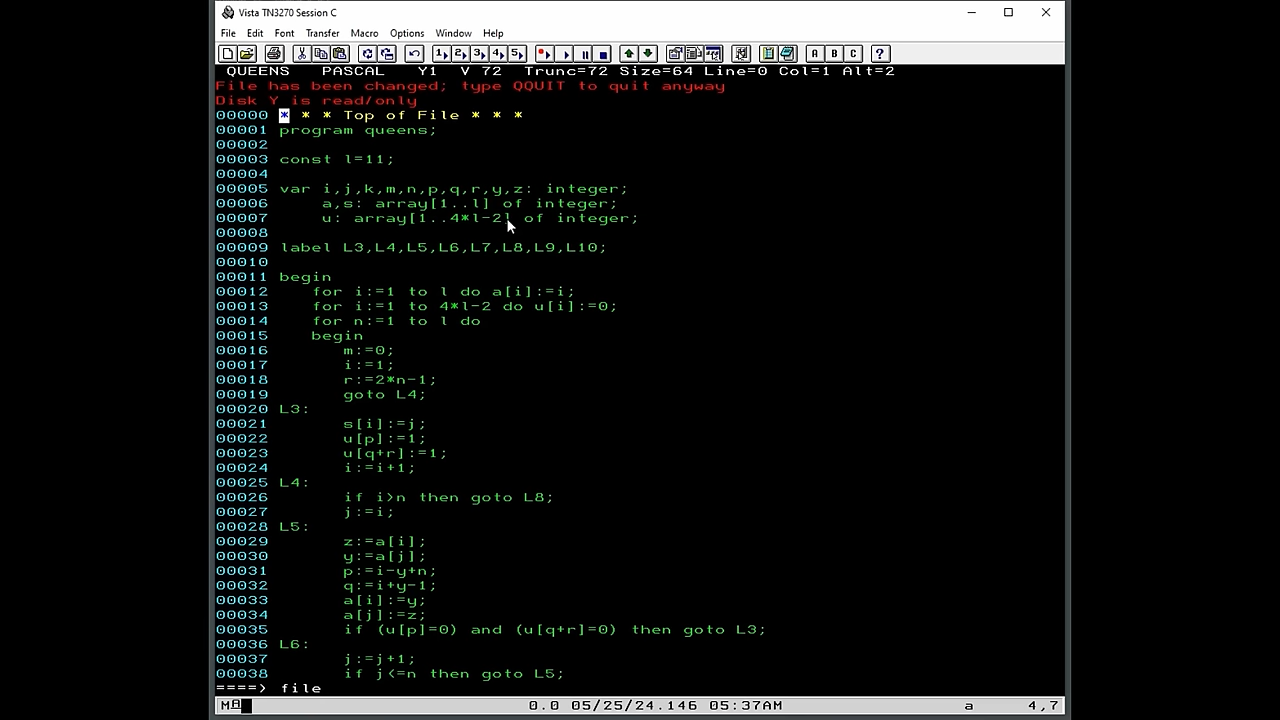 Vista TN3270 Session C
File Edit Font Transfer Macro Options Window Help
1 2 3 4 5 A B C ?
QUEENS PASCAL Y1 V 72 Trunc=72 Size=64 Line=0 Col=1 Alt=2
File has been changed; type QQUIT to quit anyway
Disk Y is read/only
00000 * * * Top of File * * *
00001 program queens;
00002
00003 const l=11;
00004
00005 var i,j,k,m,n,p,q,r,y,z: integer;
00006 a,s: array[1..l] of integer;
00007 u: array[1..4*l-2] of integer;
00008
00009 label L3,L4,L5,L6,L7,L8,L9,L10;
00010
00011 begin
00012 for i:=1 to l do a[i]:=i;
00013 for i:=1 to 4*l-2 do u[i]:=0;
00014 for n:=1 to l do
00015 begin
00016 m:=0;
00017 i:=1;
00018 r:=2*n-1;
00019 goto L4;
00020 L3:
00021 s[i]:=j;
00022 u[p]:=1;
00023 u[q+r]:=1;
00024 i:=i+1;
00025 L4:
00026 if i>n then goto L8;
00027 j:=i;
00028 L5:
00029 z:=a[i];
00030 y:=a[j];
00031 p:=i-y+n;
00032 q:=i+y-1;
00033 a[i]:=y;
00034 a[j]:=z;
00035 if (u[p]=0) and (u[q+r]=0) then goto L3;
00036 L6:
00037 j:=j+1;
00038 if j<=n then goto L5;
====> file
MA 0.0 05/25/24.146 05:37AM a 4,7